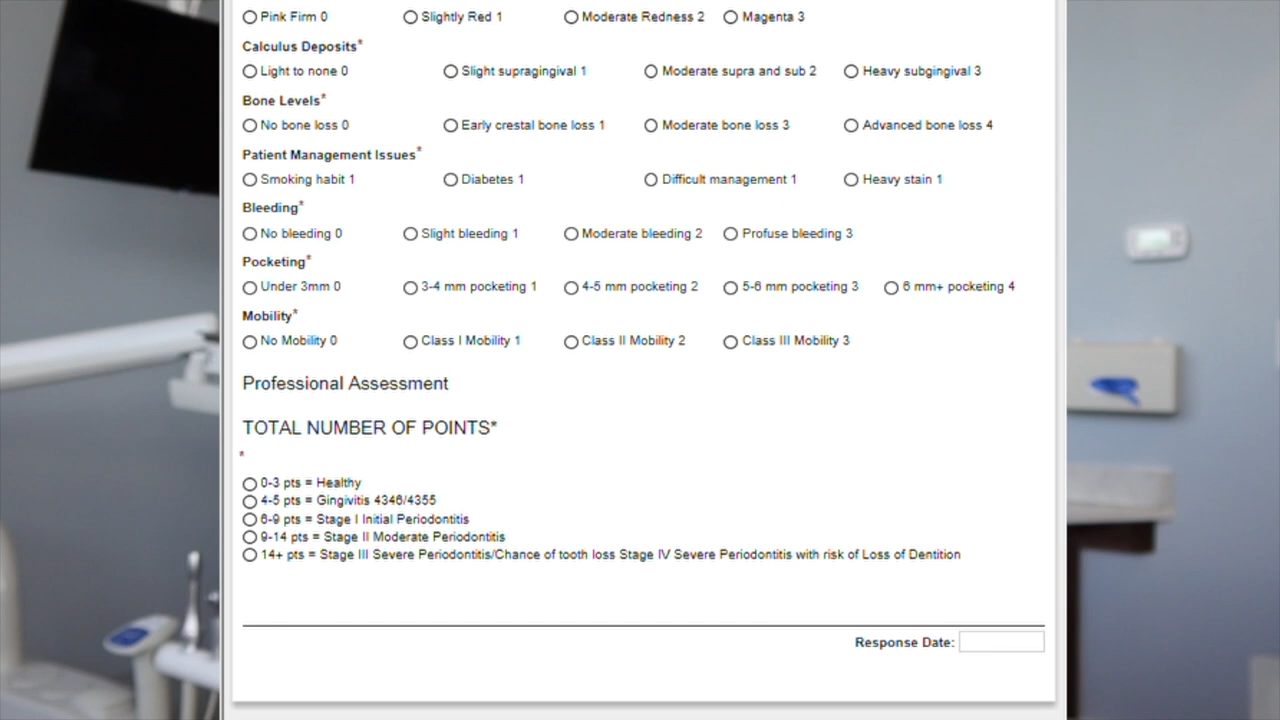 Pink Firm 0 Slightly Red 1 Moderate Redness 2 Magenta 3
Calculus Deposits*
Light to none 0 Slight supragingival 1 Moderate supra and sub 2 Heavy subgingival 3
Bone Levels*
No bone loss 0 Early crestal bone loss 1 Moderate bone loss 3 Advanced bone loss 4
Patient Management Issues*
Smoking habit 1 Diabetes 1 Difficult management 1 Heavy stain 1
Bleeding*
No bleeding 0 Slight bleeding 1 Moderate bleeding 2 Profuse bleeding 3
Pocketing*
Under 3mm 0 3-4 mm pocketing 1 4-5 mm pocketing 2 5-6 mm pocketing 3 6 mm+ pocketing 4
Mobility*
No Mobility 0 Class I Mobility 1 Class II Mobility 2 Class III Mobility 3
Professional Assessment
TOTAL NUMBER OF POINTS*
*
0-3 pts = Healthy
4-5 pts = Gingivitis 4346/4355
6-9 pts = Stage I Initial Periodontitis
9-14 pts = Stage II Moderate Periodontitis
14+ pts = Stage III Severe Periodontitis/Chance of tooth loss Stage IV Severe Periodontitis with risk of Loss of Dentition
Response Date: